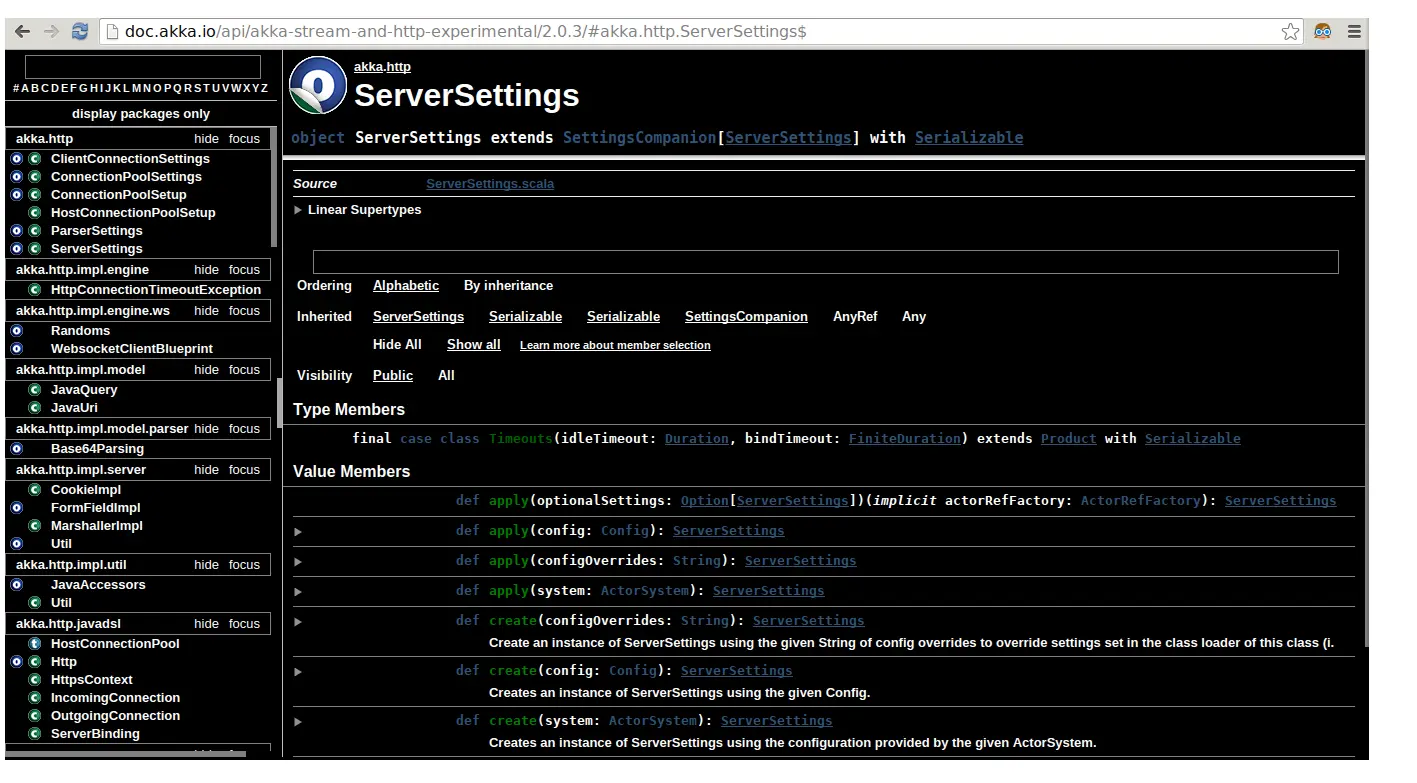 doc.akka.io/api/akka-stream-and-http-experimental/2.0.3/#akka.http.ServerSettings$
# A B C D E F G H I J K L M N O P Q R S T U V W X Y Z
display packages only
akka.http hide focus
ClientConnectionSettings
ConnectionPoolSettings
ConnectionPoolSetup
HostConnectionPoolSetup
ParserSettings
ServerSettings
akka.http.impl.engine hide focus
HttpConnectionTimeoutException
akka.http.impl.engine.ws hide focus
Randoms
WebsocketClientBlueprint
akka.http.impl.model hide focus
JavaQuery
JavaUri
akka.http.impl.model.parser hide focus
Base64Parsing
akka.http.impl.server hide focus
CookieImpl
FormFieldImpl
MarshallerImpl
Util
akka.http.impl.util hide focus
JavaAccessors
Util
akka.http.javadsl hide focus
HostConnectionPool
Http
HttpsContext
IncomingConnection
OutgoingConnection
ServerBinding
akka.http
ServerSettings
object ServerSettings extends SettingsCompanion[ServerSettings] with Serializable
Source ServerSettings.scala
Linear Supertypes
Ordering Alphabetic By inheritance
Inherited ServerSettings Serializable Serializable SettingsCompanion AnyRef Any
Hide All Show all Learn more about member selection
Visibility Public All
Type Members
final case class Timeouts(idleTimeout: Duration, bindTimeout: FiniteDuration) extends Product with Serializable
Value Members
def apply(optionalSettings: Option[ServerSettings])(implicit actorRefFactory: ActorRefFactory): ServerSettings
def apply(config: Config): ServerSettings
def apply(configOverrides: String): ServerSettings
def apply(system: ActorSystem): ServerSettings
def create(configOverrides: String): ServerSettings
Create an instance of ServerSettings using the given String of config overrides to override settings set in the class loader of this class (i.
def create(config: Config): ServerSettings
Creates an instance of ServerSettings using the given Config.
def create(system: ActorSystem): ServerSettings
Creates an instance of ServerSettings using the configuration provided by the given ActorSystem.